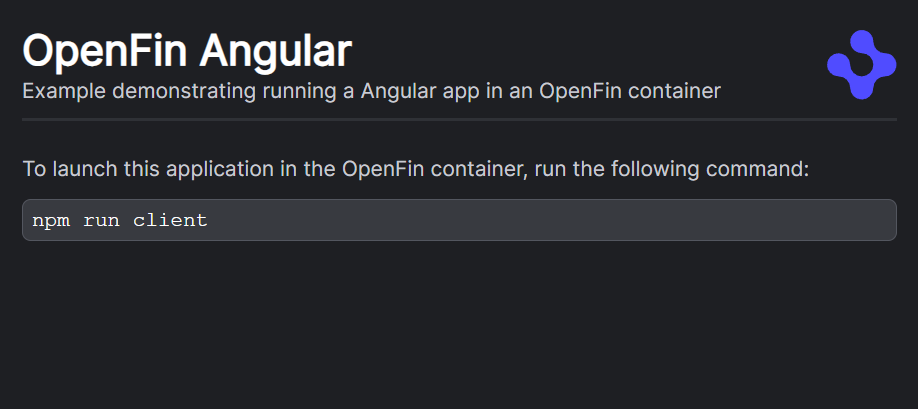 OpenFin Angular
Example demonstrating running a Angular app in an OpenFin container
To launch this application in the OpenFin container, run the following command:
npm run client